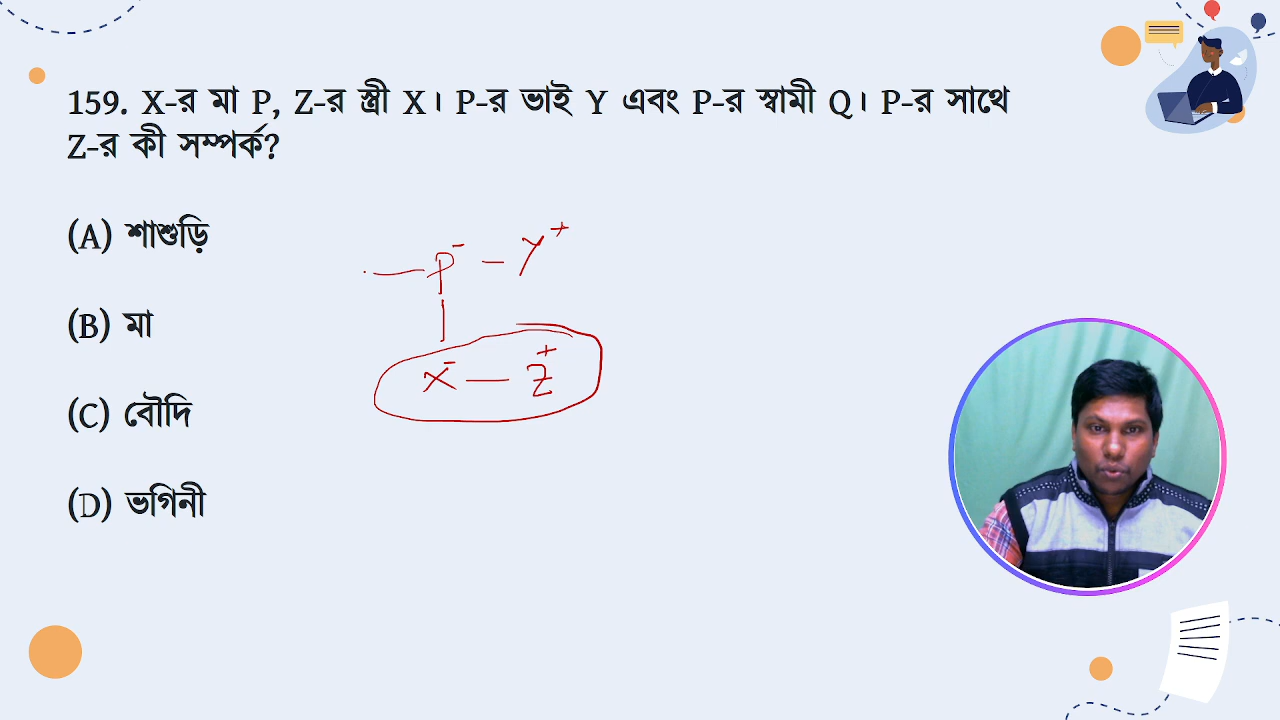 159. X-র মা P, Z-র স্ত্রী X। P-র ভাই Y এবং P-র স্বামী Q। P-র সাথে
Z-র কী সম্পর্ক?
(A) শাশুড়ি
(B) মা
(C) বৌদি
(D) ভগিনী
— P⁻ — Y⁺
X⁻ — Z⁺